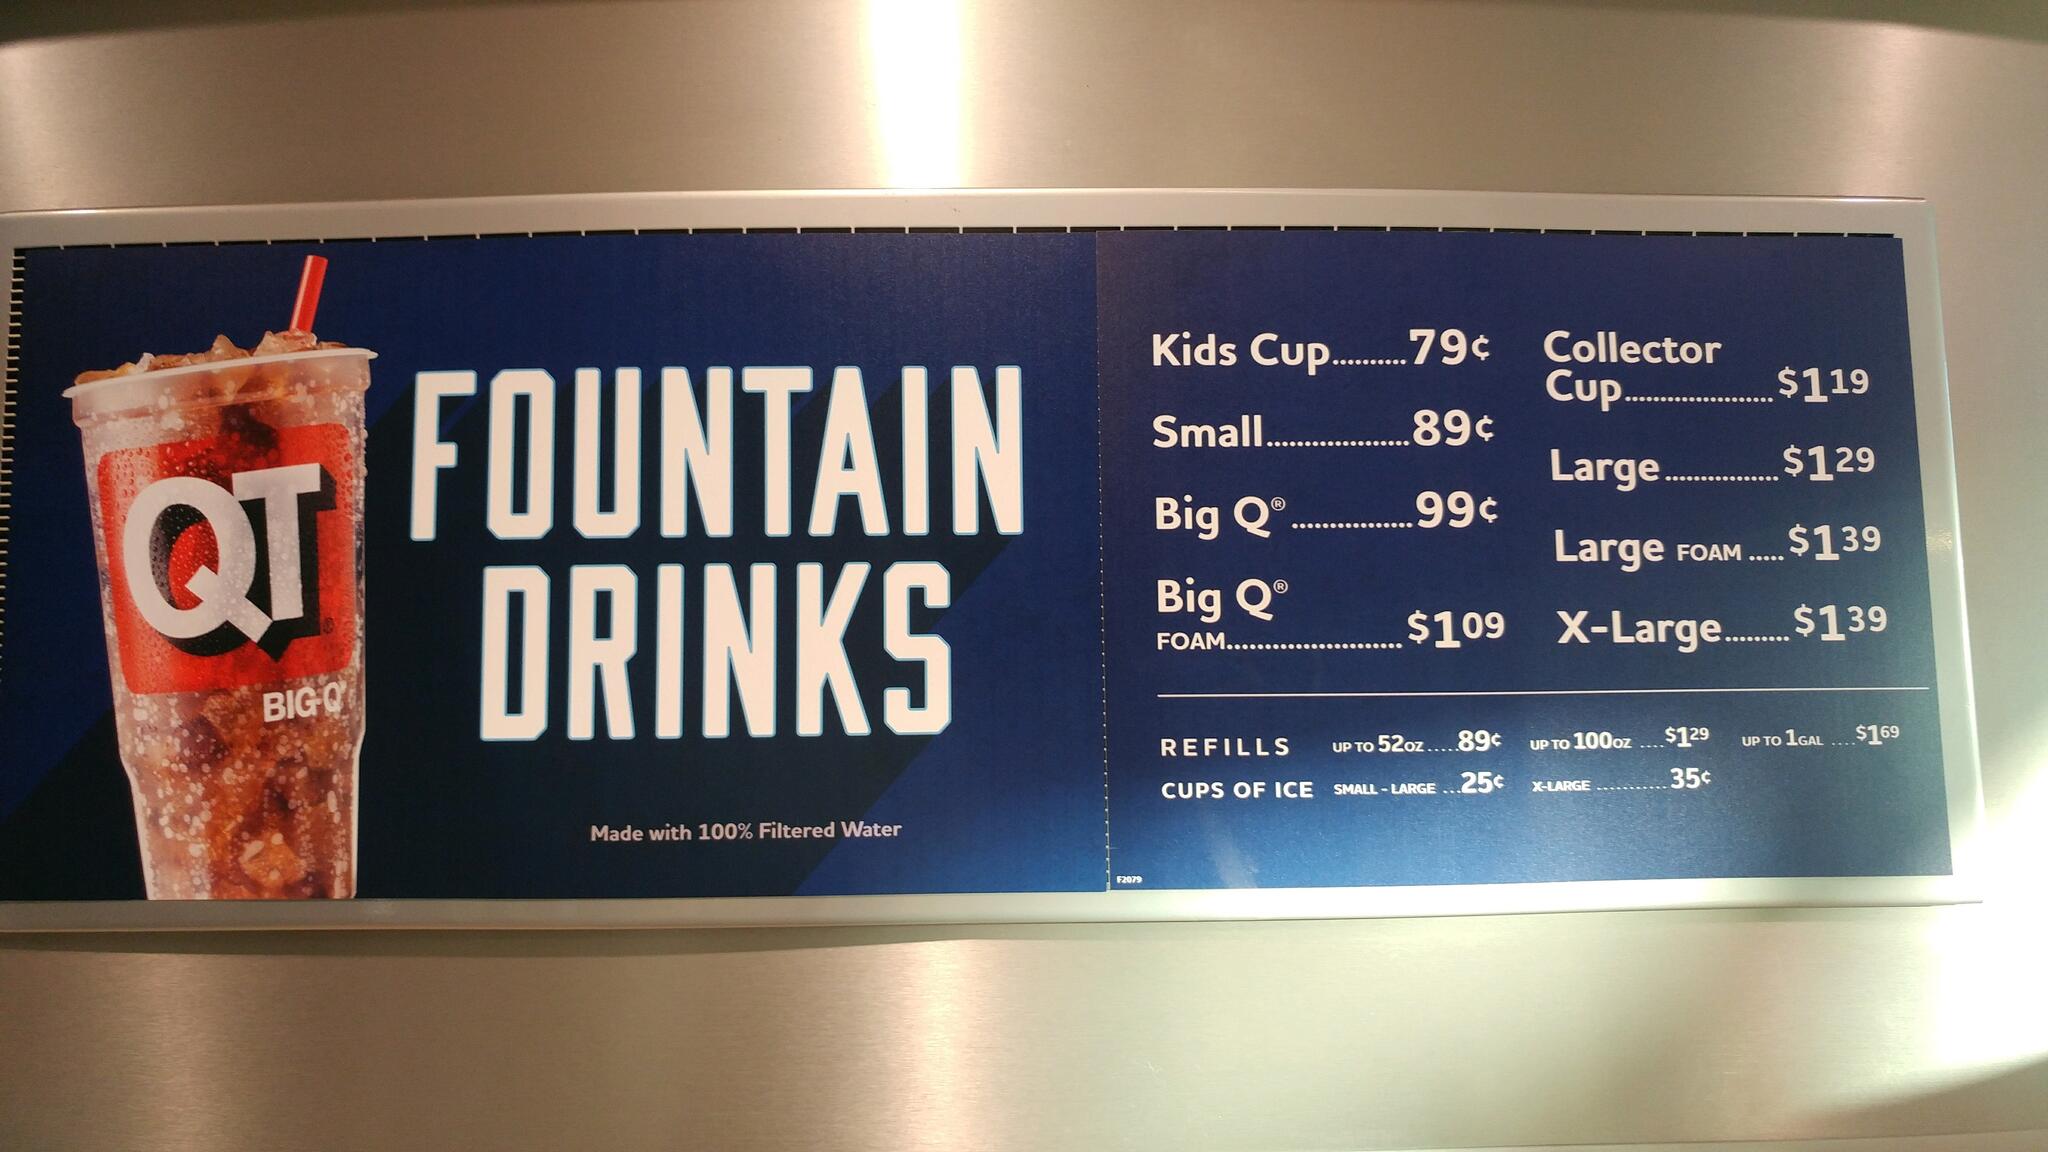 QT
BIG Q
FOUNTAIN
DRINKS
Made with 100% Filtered Water
Kids Cup..........79¢
Small...................89¢
Big Q®.................99¢
Big Q®
FOAM........................$1 09
Collector
Cup.....................$1 19
Large.................$1 29
Large FOAM .....$1 39
X-Large.........$1 39
REFILLS UP TO 52OZ .....89¢ UP TO 100OZ ....$1 29 UP TO 1 GAL ....$1 69
CUPS OF ICE SMALL - LARGE ...25¢ X-LARGE ...........35¢
F2079